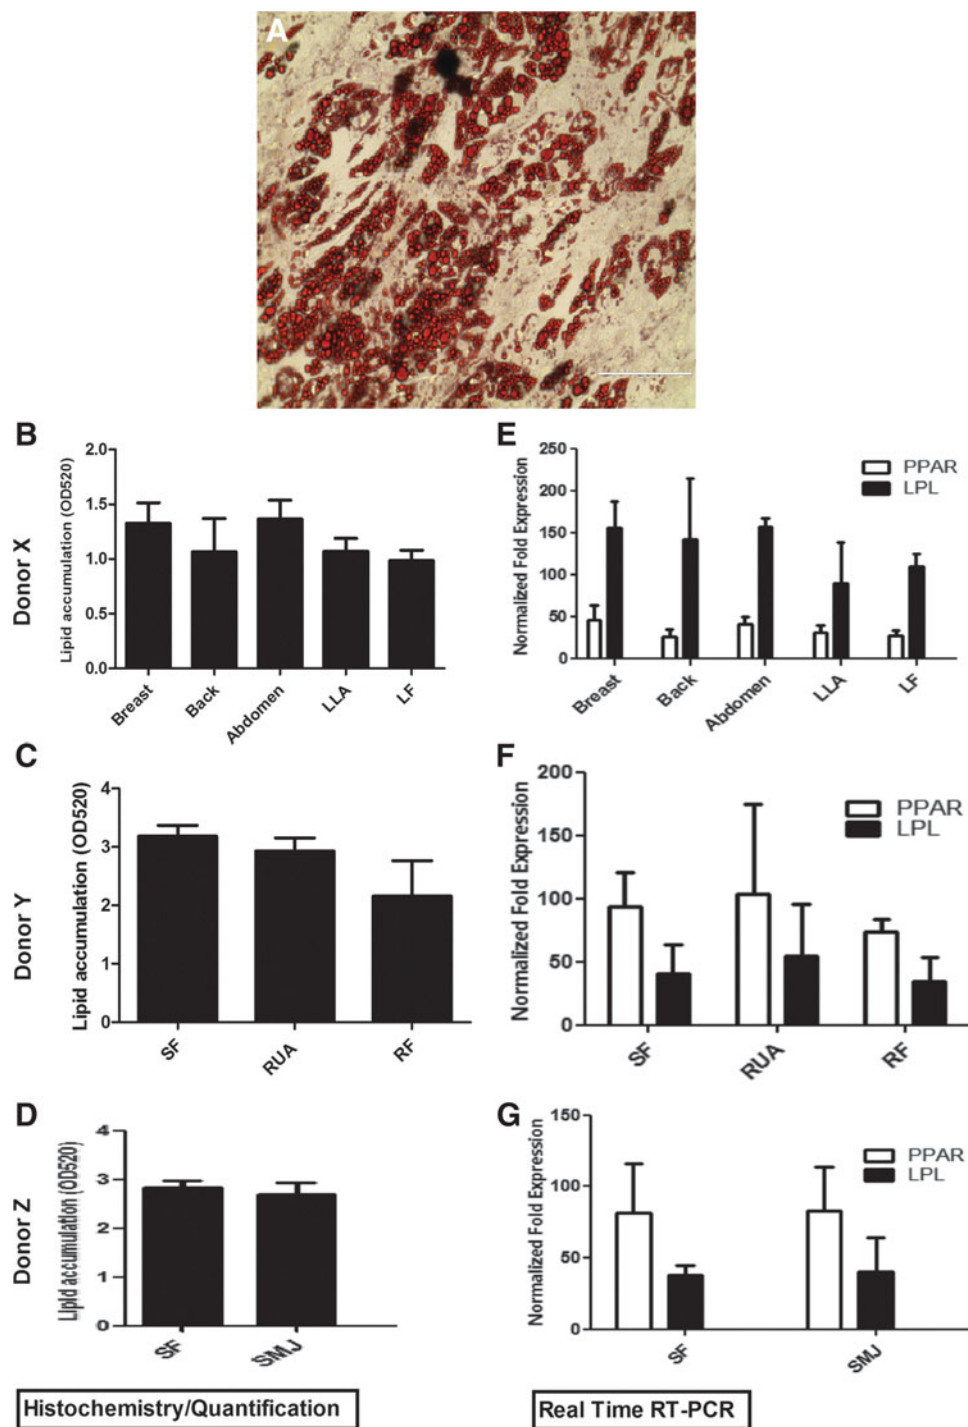 A
B
Donor X
Lipid accumulation (OD520)
2.0
1.5
1.0
0.5
0.0
Breast
Back
Abdomen
LLA
LF
E
Normalized Fold Expression
250
200
150
100
50
0
PPAR
LPL
Breast
Back
Abdomen
LLA
LF
C
Donor Y
Lipid accumulation (OD520)
4
3
2
1
0
SF
RUA
RF
F
Normalized Fold Expression
200
150
100
50
0
PPAR
LPL
SF
RUA
RF
D
Donor Z
Lipid accumulation (OD520)
4
3
2
1
0
SF
SMJ
G
Normalized Fold Expression
150
100
50
0
PPAR
LPL
SF
SMJ
Histochemistry/Quantification
Real Time RT-PCR